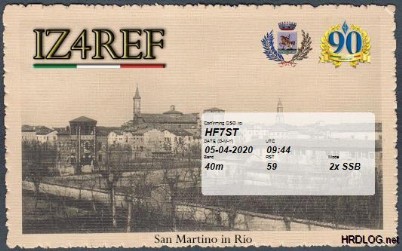 IZ4REF
90
Confirming QSO to
HF7ST
DATE (D-M-Y) UTC
05-04-2020 09:44
Band RST Mode
40m 59 2x SSB
San Martino in Rio
HRDLOG.net